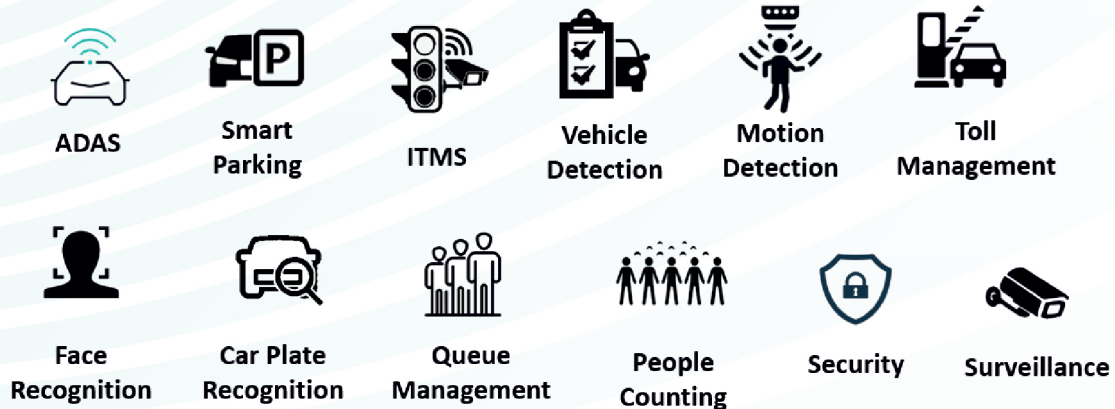 P
ADAS
Smart
Parking
ITMS
Vehicle
Detection
Motion
Detection
Toll
Management
Face
Recognition
Car Plate
Recognition
Queue
Management
People
Counting
Security
Surveillance